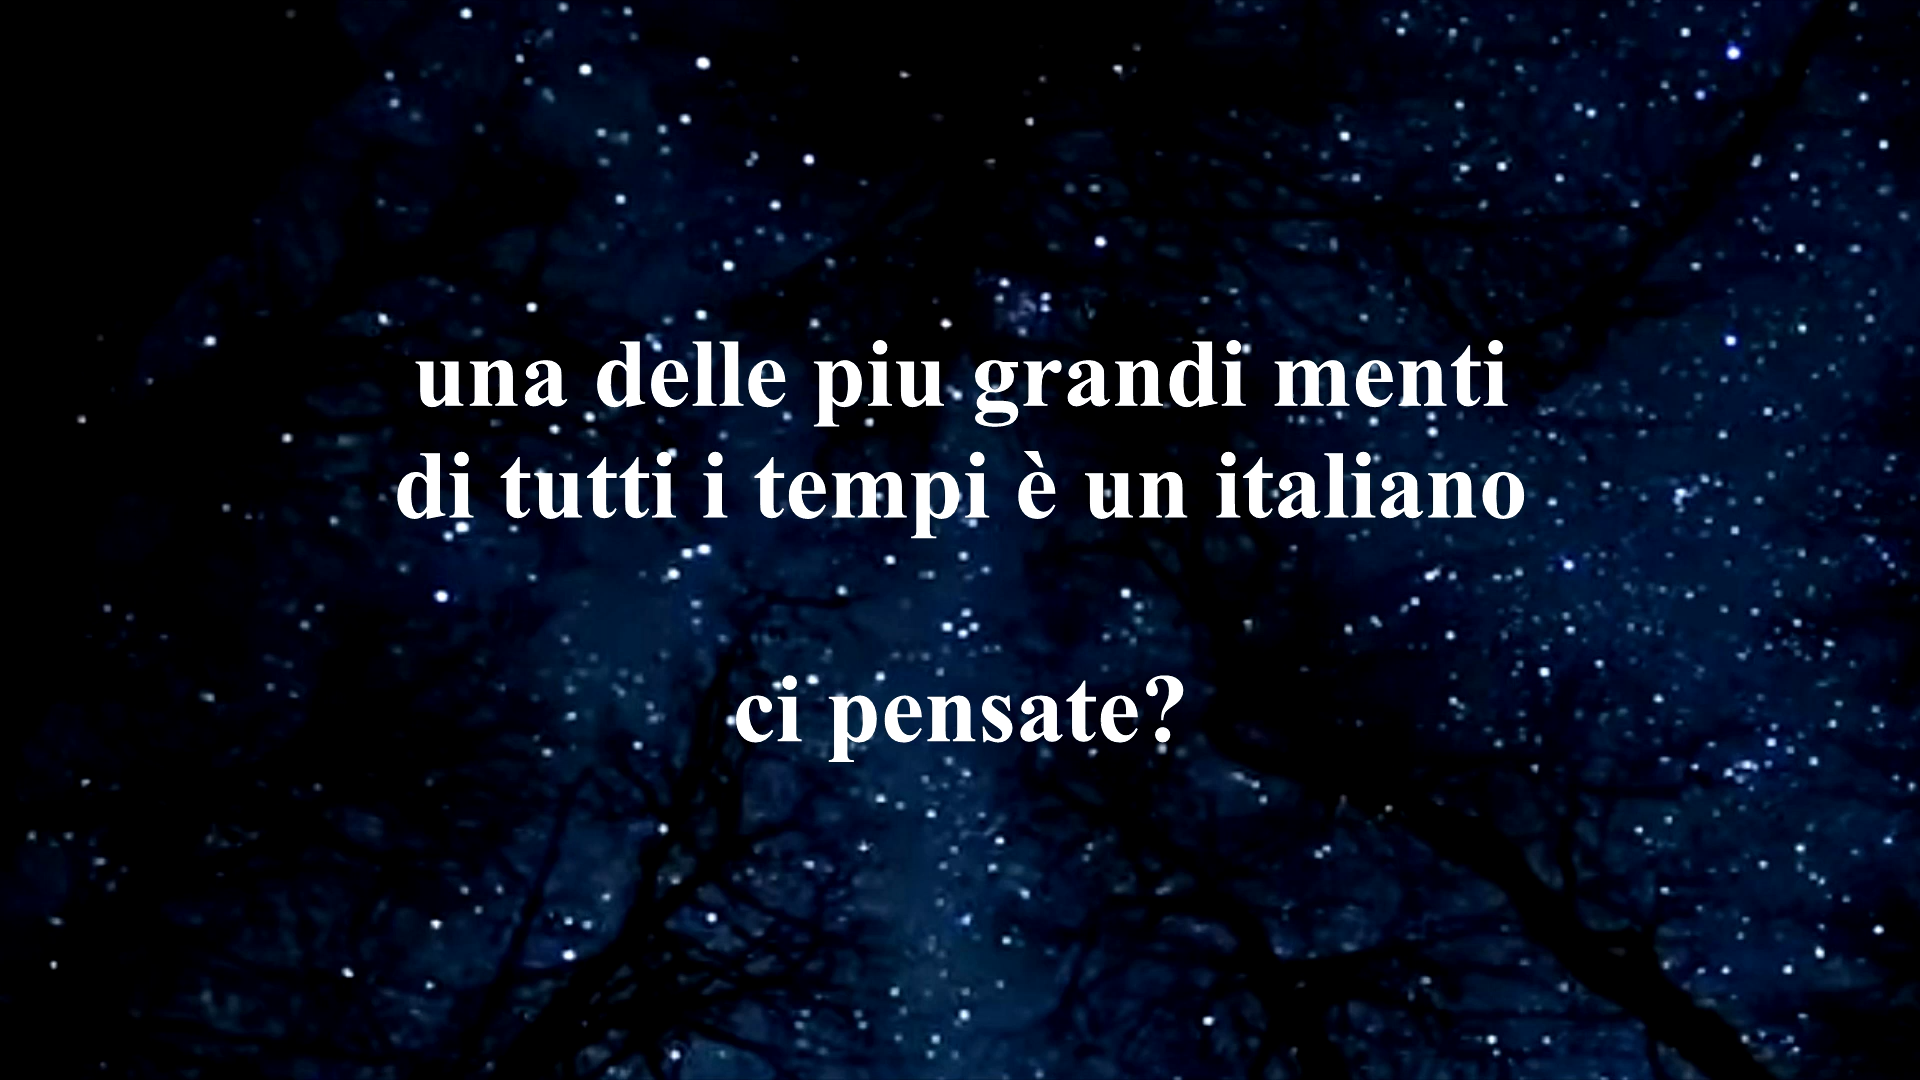 una delle piu grandi menti
di tutti i tempi è un italiano
ci pensate?